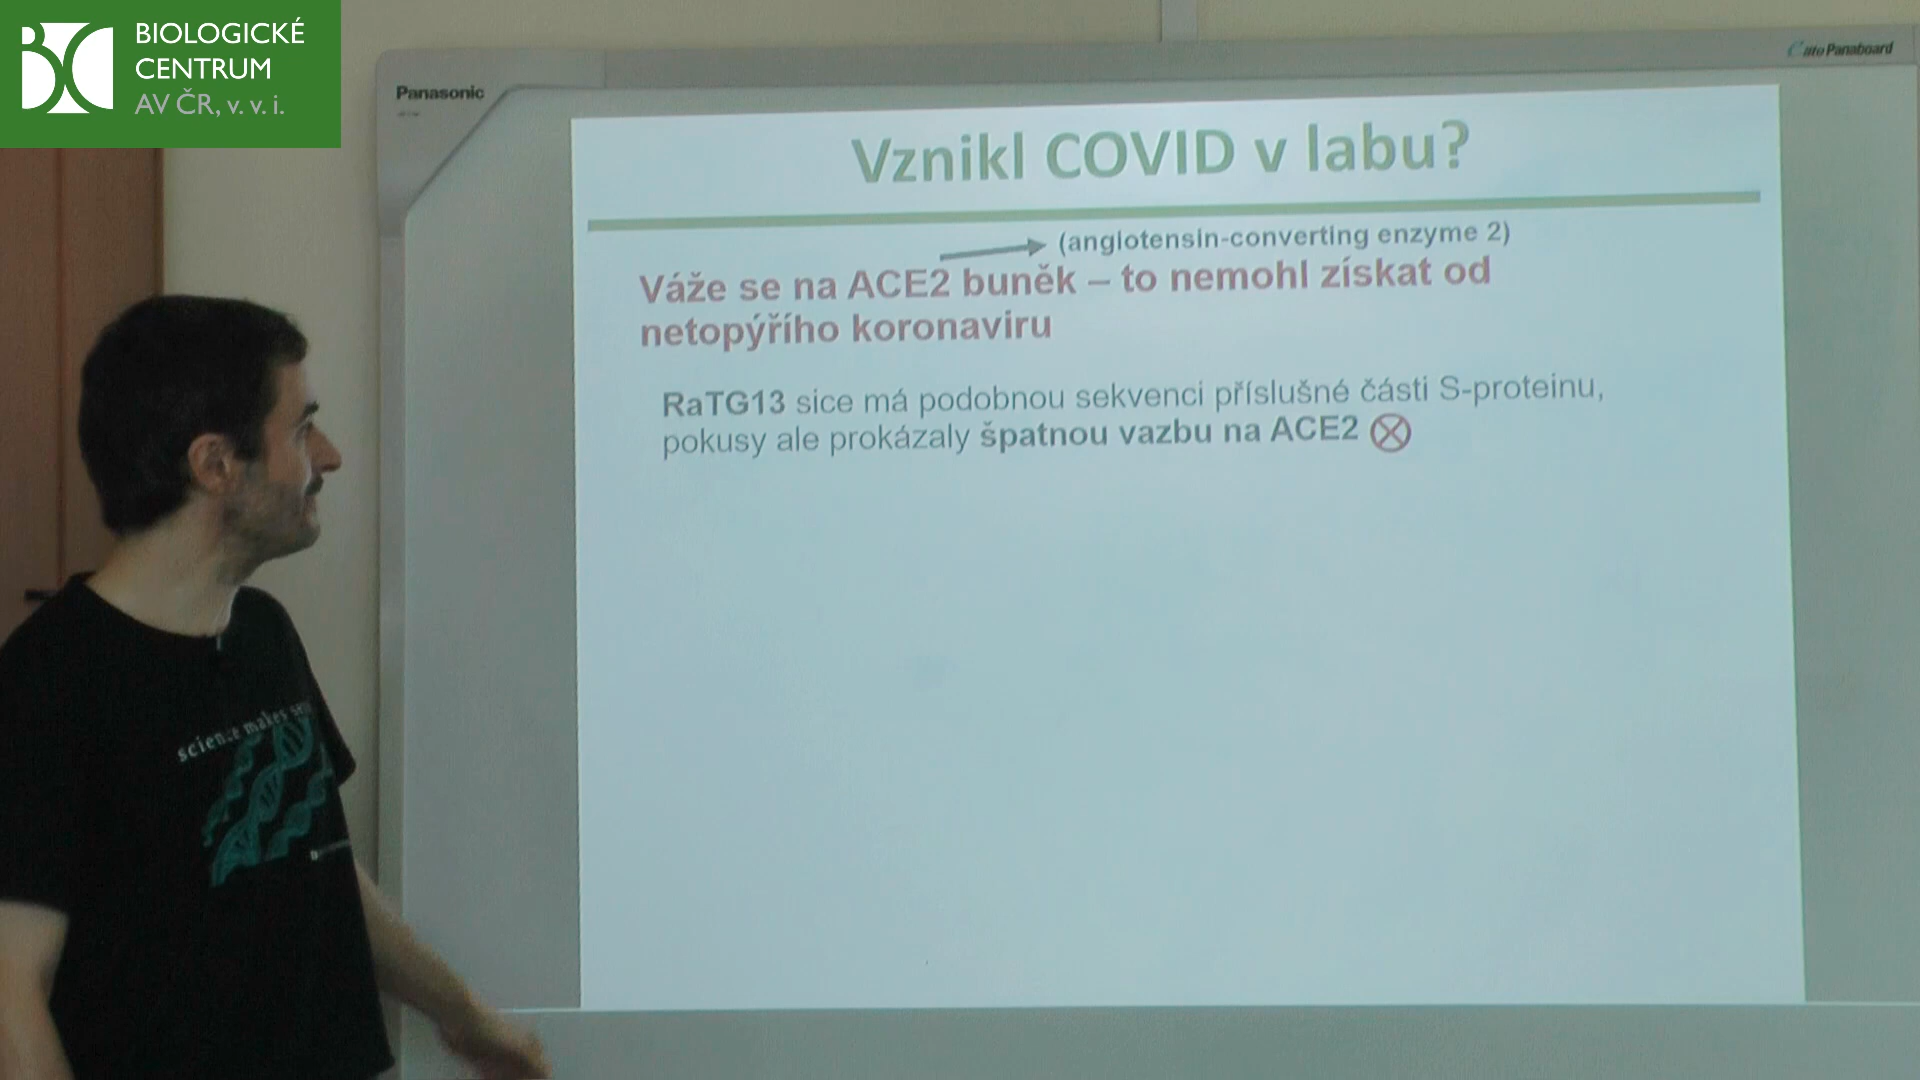 BIOLOGICKÉ
CENTRUM
AV ČR, v. v. i.
Panasonic
Panaboard
Vznikl COVID v labu?
(angiotensin-converting enzyme 2)
Váže se na ACE2 buněk – to nemohl získat od
netopýřího koronaviru
RaTG13 sice má podobnou sekvenci příslušné části S-proteinu,
pokusy ale prokázaly špatnou vazbu na ACE2
science makes